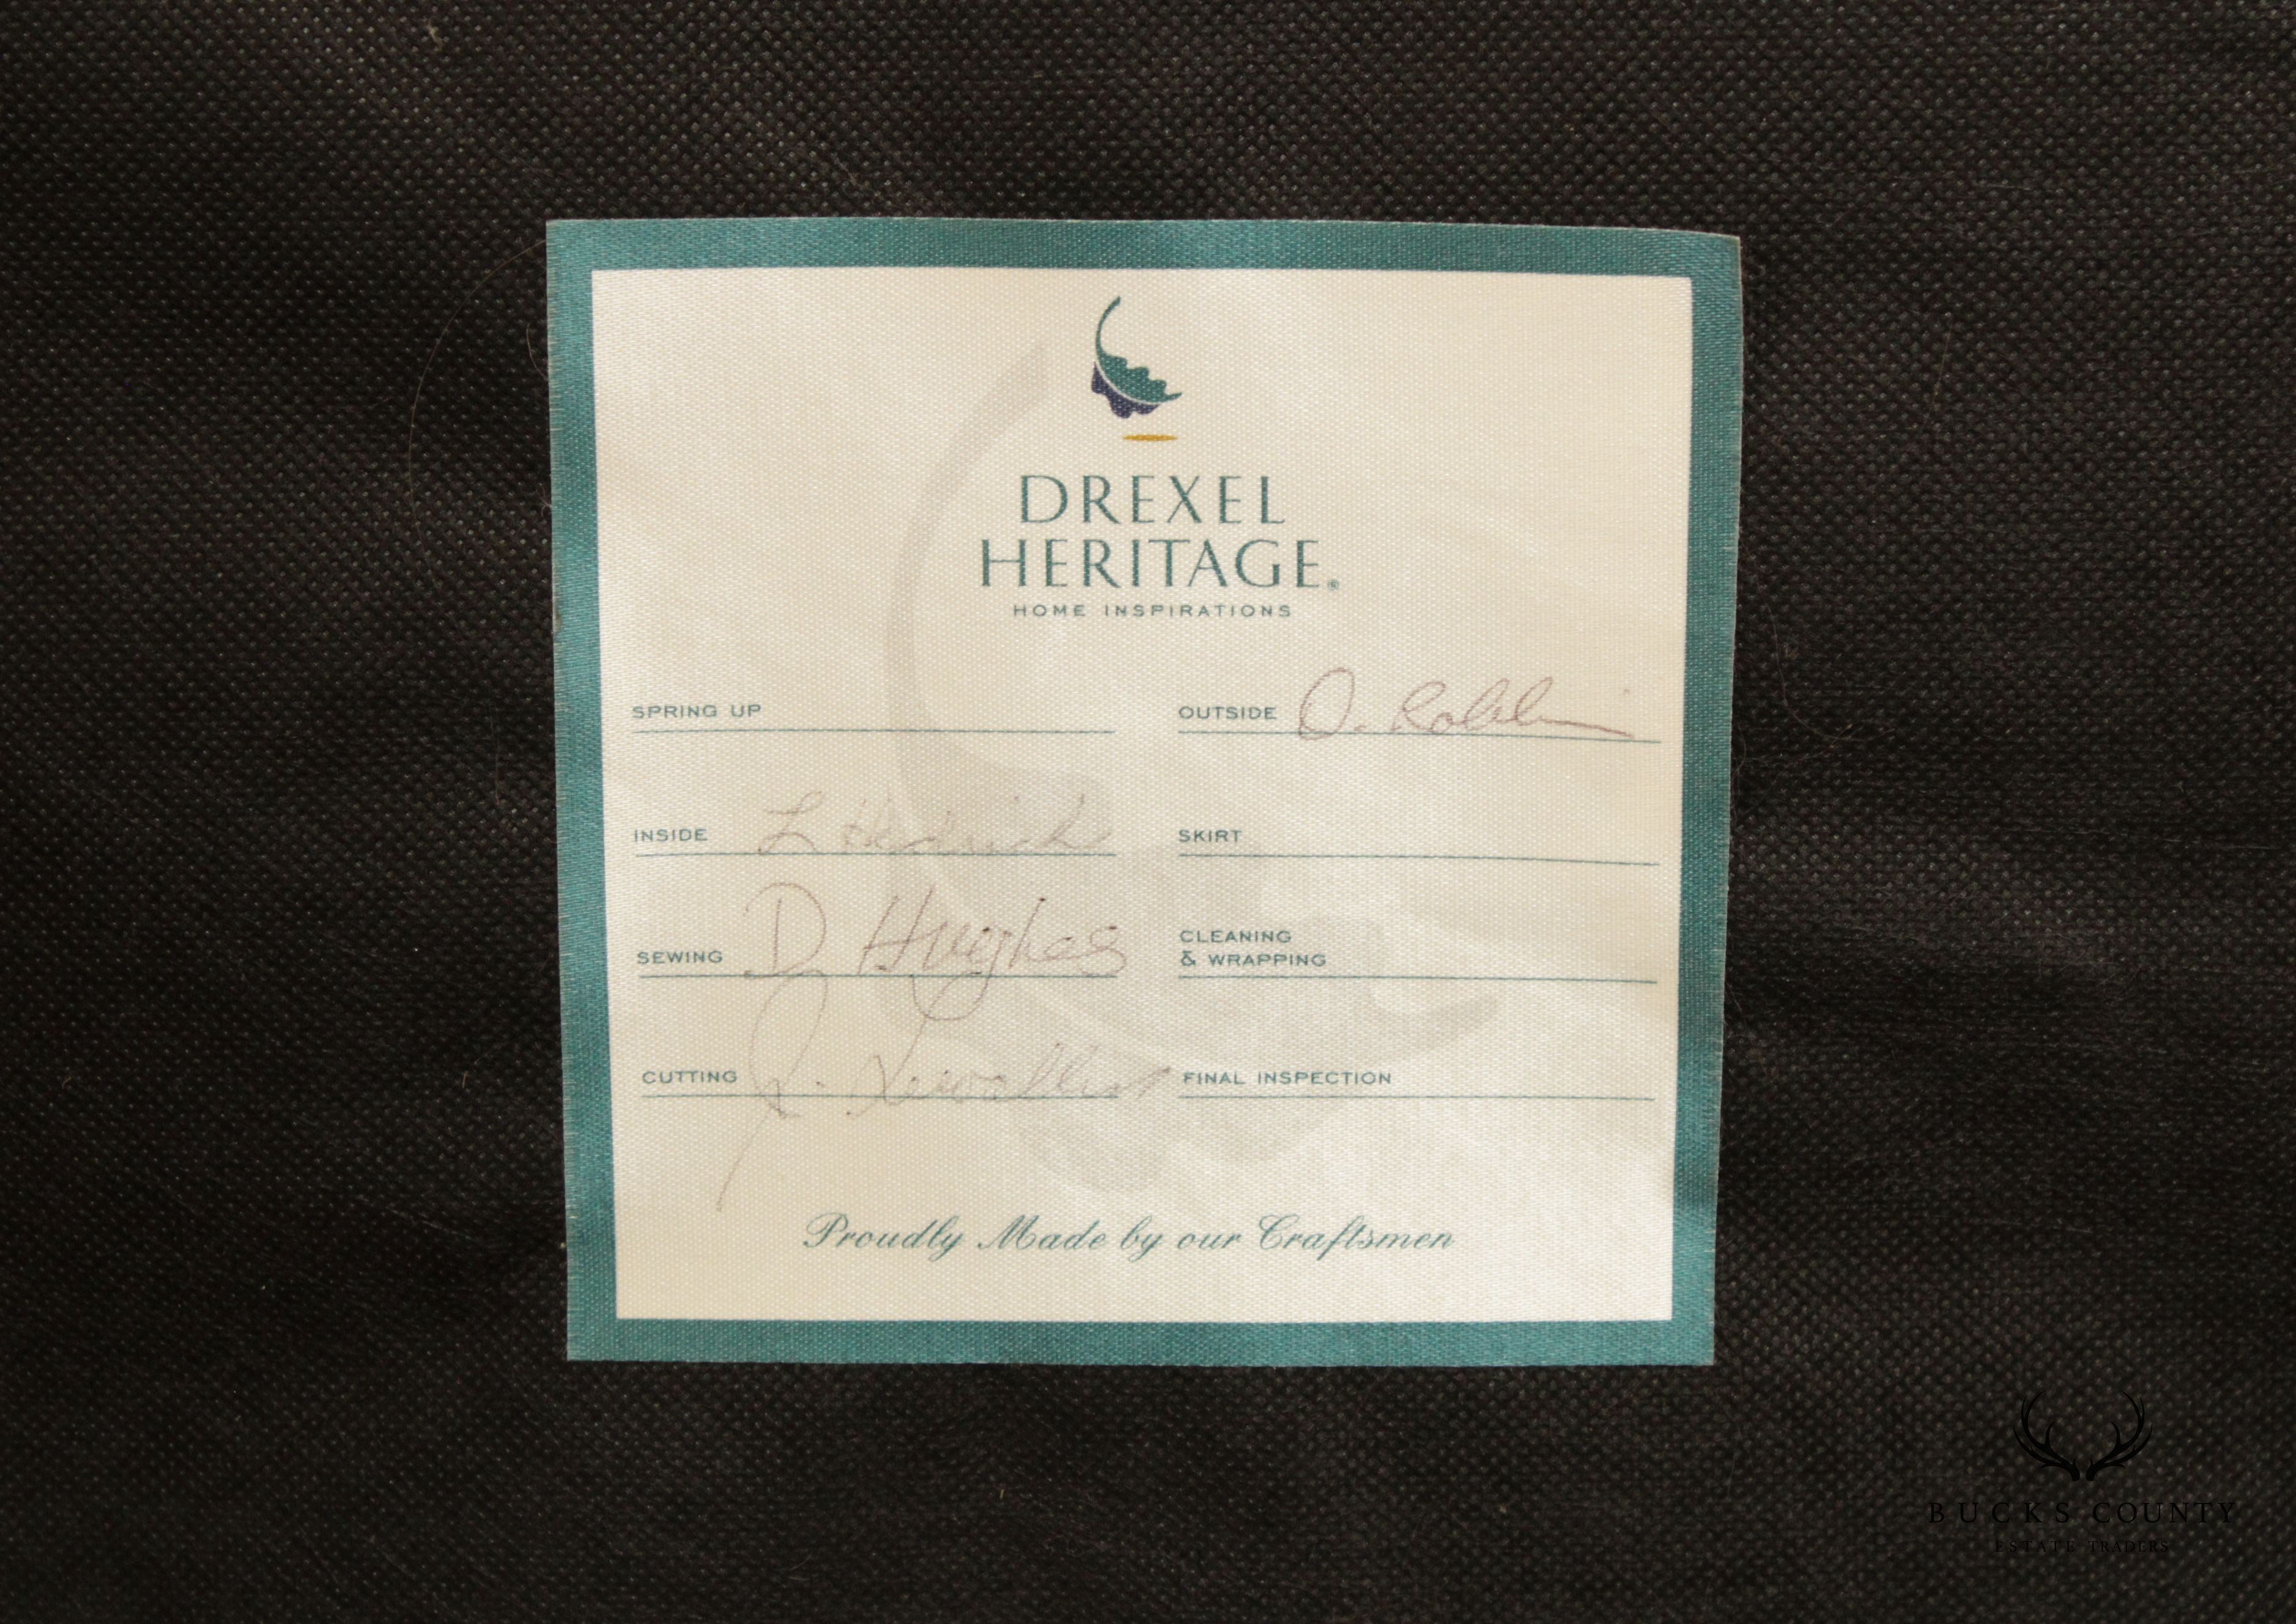 DREXEL
HERITAGE®
HOME INSPIRATIONS
SPRING UP
OUTSIDE O.
INSIDE L Hedrick
SKIRT
SEWING D Hughes
CLEANING
& WRAPPING
CUTTING
FINAL INSPECTION
Proudly Made by our Craftsmen
BUCKS COUNTY
ESTATE TRADERS